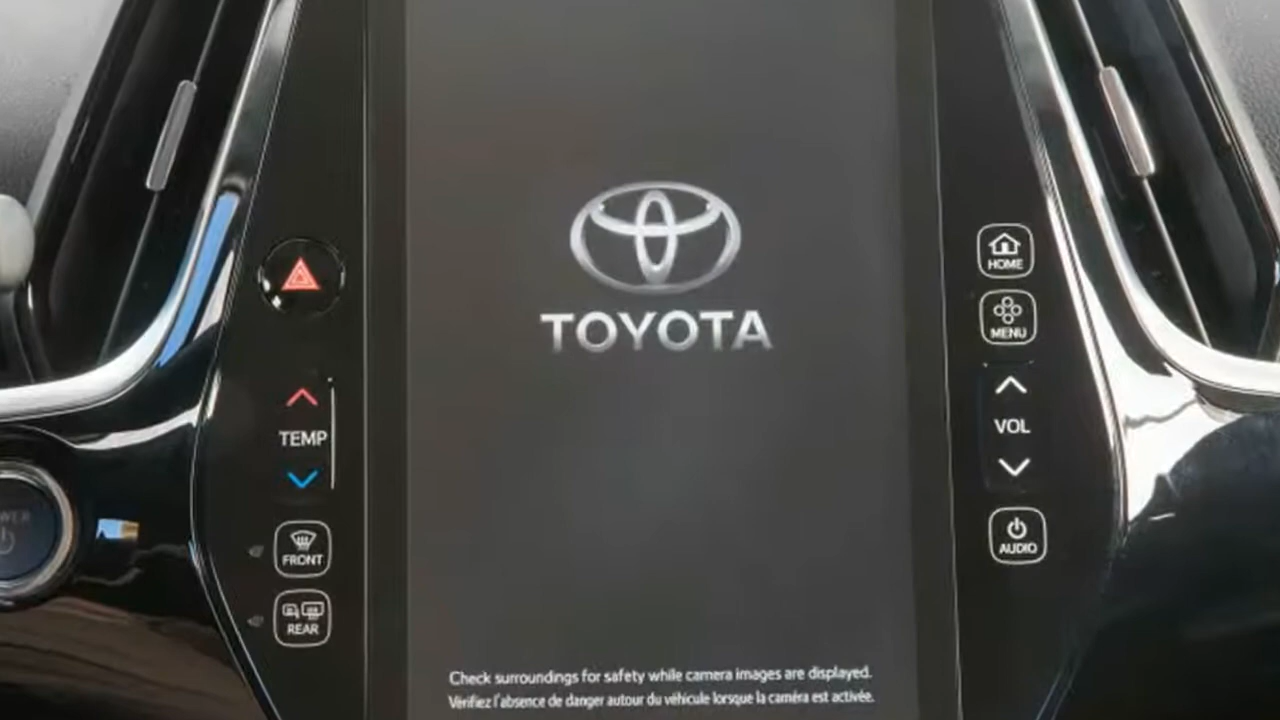 TOYOTA
HOME
MENU
TEMP
VOL
FRONT
AUDIO
REAR
Check surroundings for safety while camera images are displayed.
Vérifiez l'absence de danger autour du véhicule lorsque la caméra est activée.